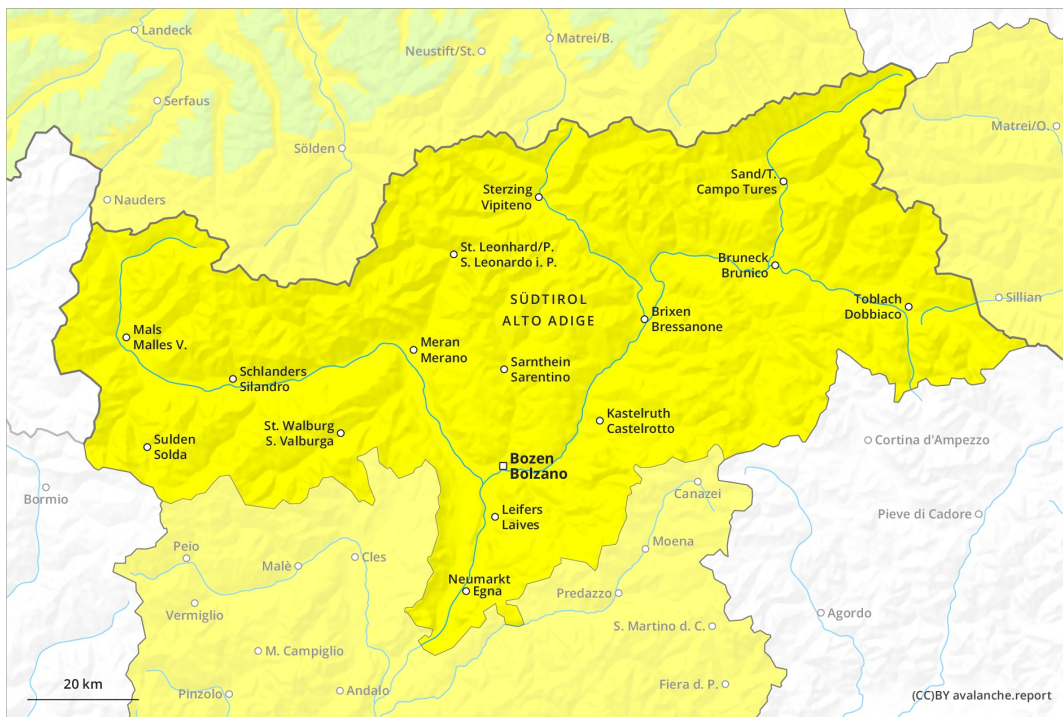 Landeck
Matrei/B.
Neustift/St.
Serfaus
Matrei/O.
Sölden
Sand/T.
Campo Tures
Sterzing
Vipiteno
Nauders
St. Leonhard/P.
S. Leonardo i. P.
Bruneck
Brunico
SÜDTIROL
ALTO ADIGE
Toblach
Dobbiaco
Sillian
Brixen
Bressanone
Mals
Malles V.
Meran
Merano
Sarnthein
Sarentino
Schlanders
Silandro
Kastelruth
Castelrotto
St. Walburg
S. Valburga
Sulden
Solda
Cortina d'Ampezzo
Bozen
Bolzano
Bormio
Canazei
Leifers
Laives
Pieve di Cadore
Peio
Moena
Cles
Malè
Neumarkt
Egna
Predazzo
Vermiglio
Agordo
S. Martino d. C.
M. Campiglio
20 km
Fiera d. P.
Andalo
Pinzolo
(CC)BY avalanche.report